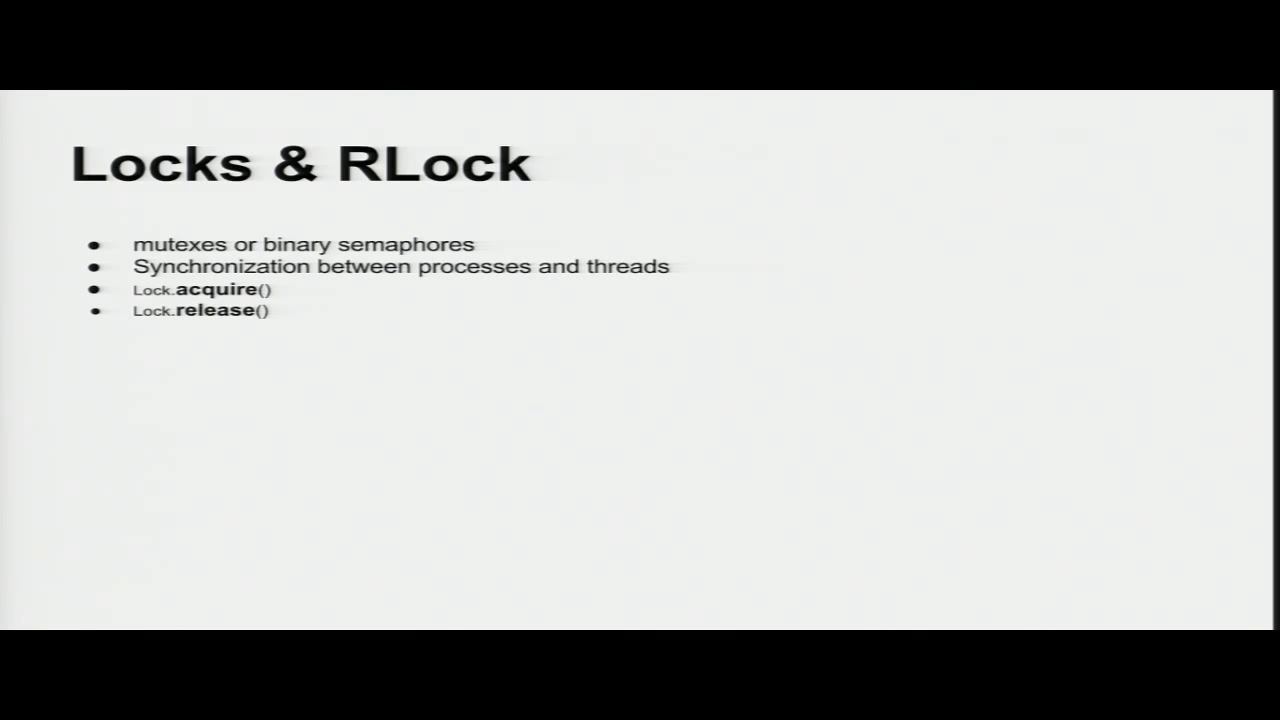 Locks & RLock
● mutexes or binary semaphores
● Synchronization between processes and threads
● Lock.acquire()
● Lock.release()